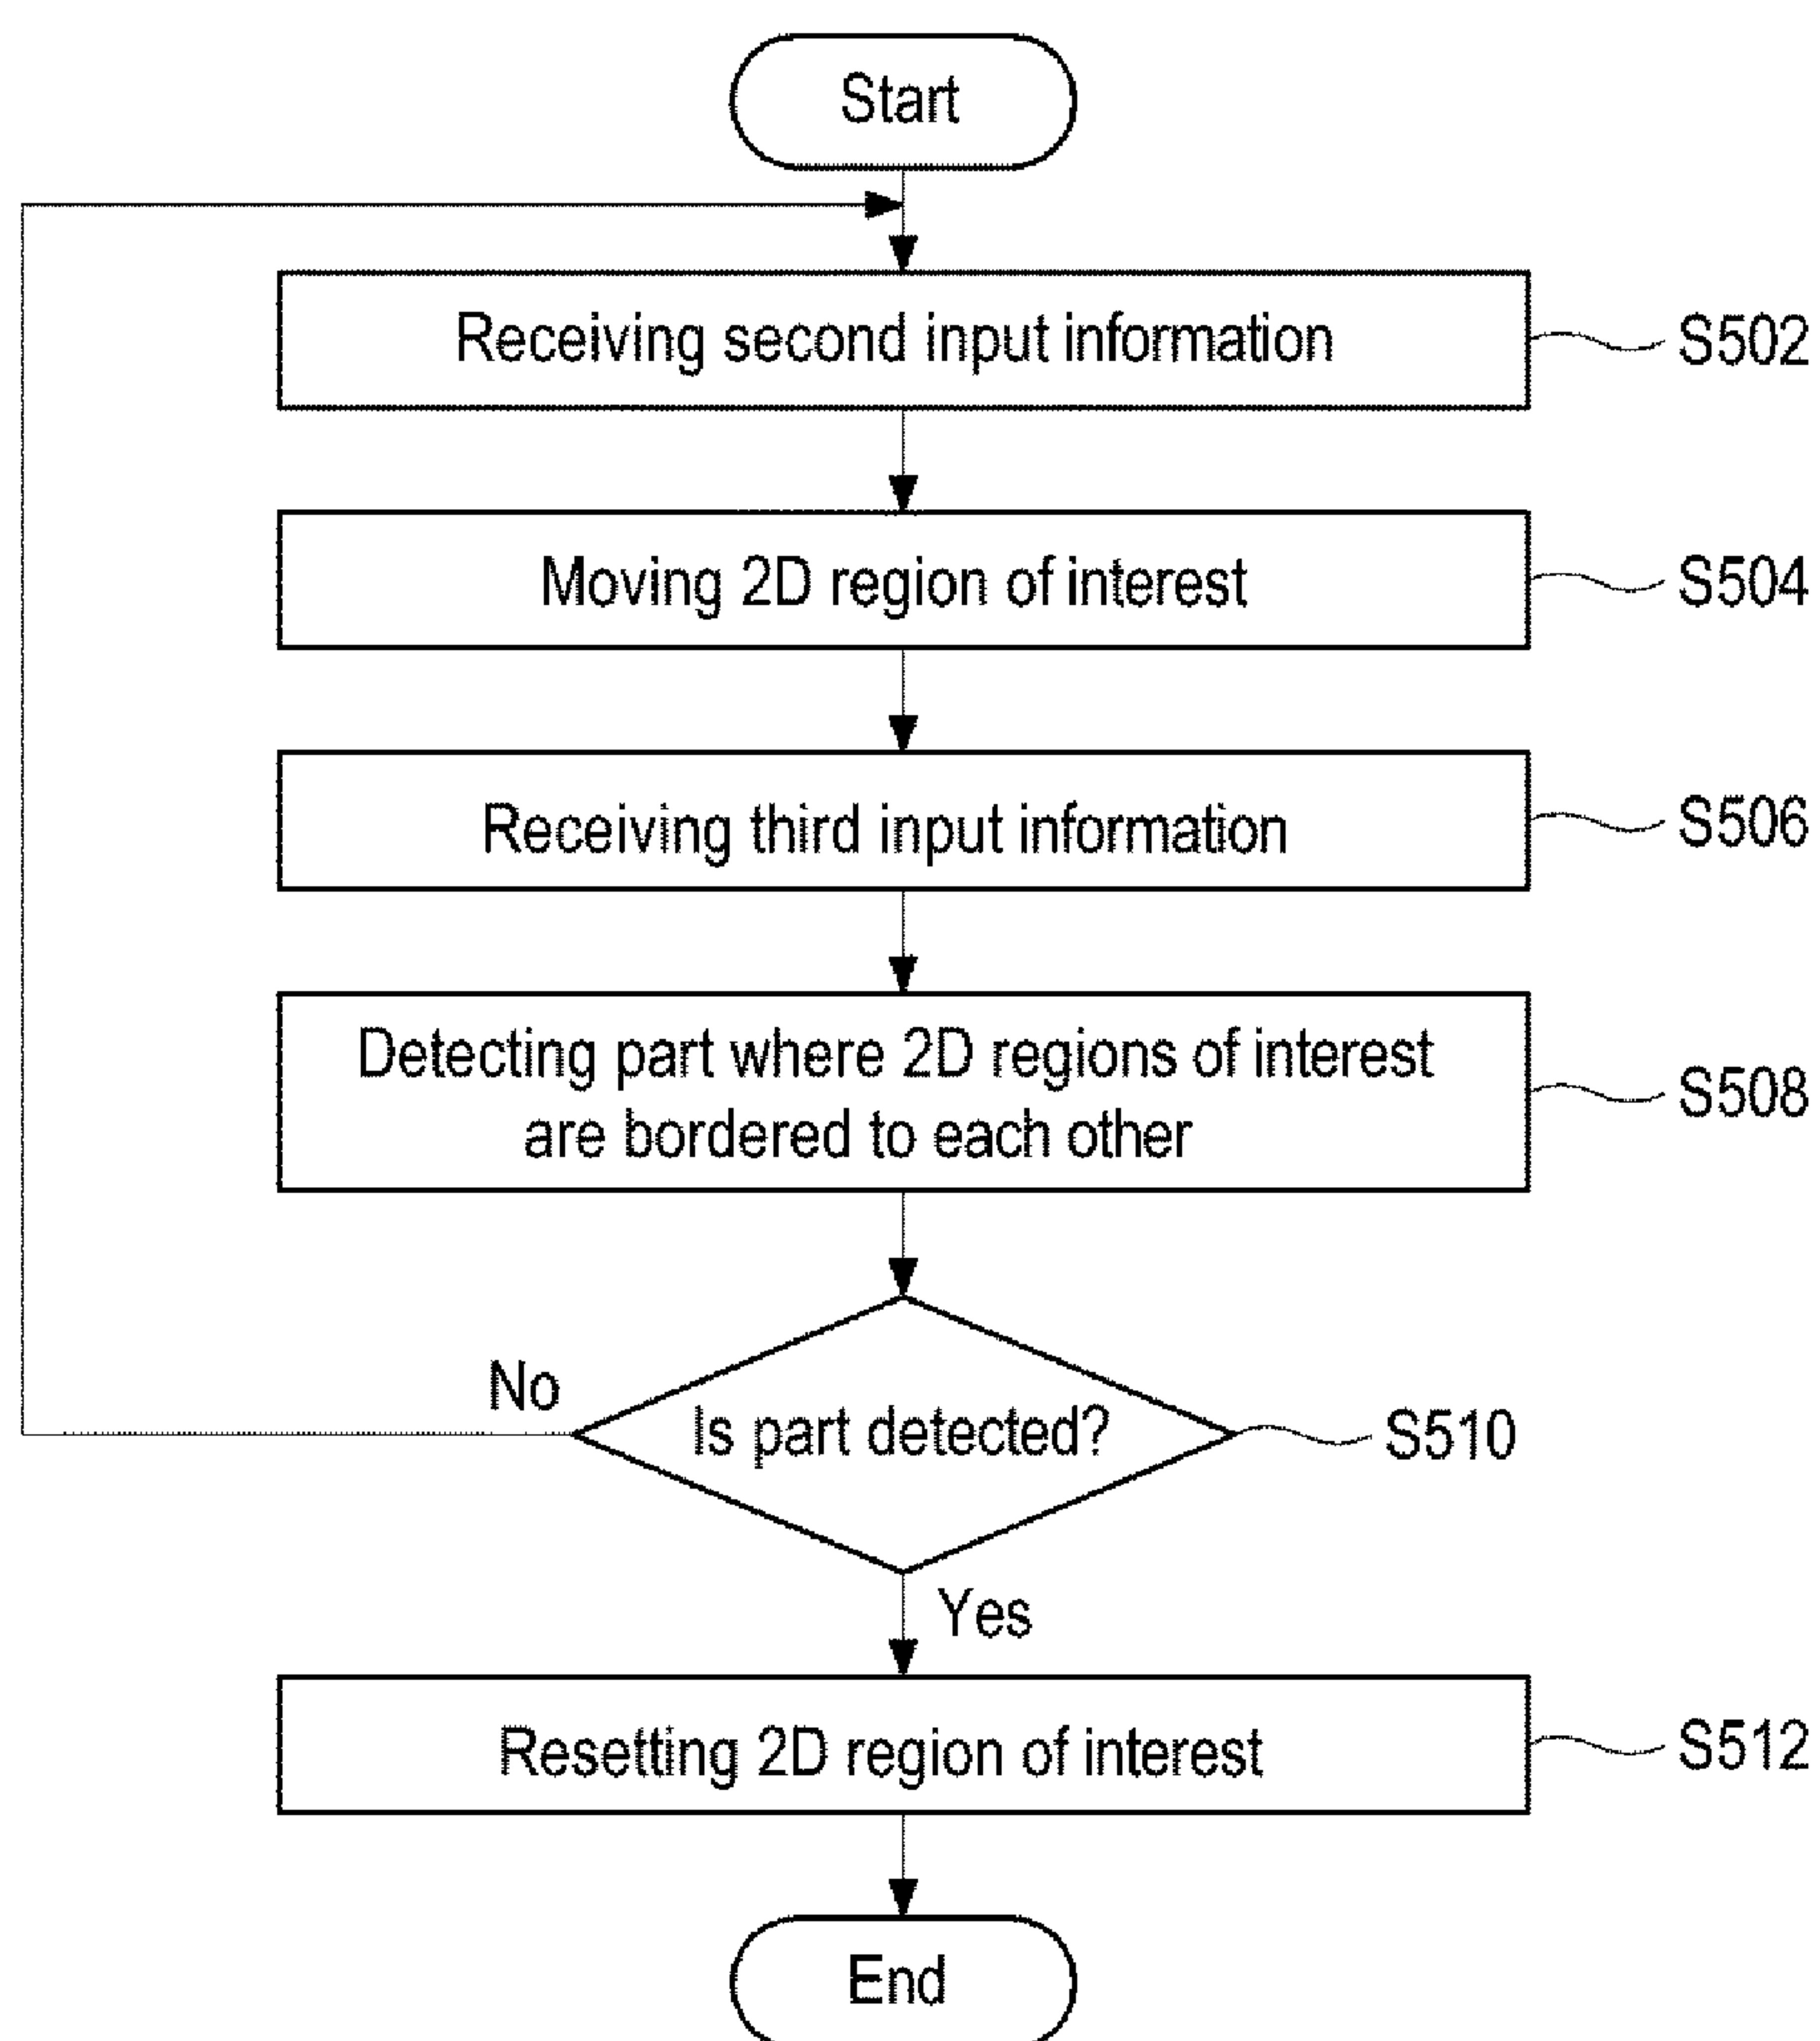 Start
Receiving second input information
S502
Moving 2D region of interest
S504
Receiving third input information
S506
Detecting part where 2D regions of interest
are bordered to each other
S508
No
Is part detected?
S510
Yes
Resetting 2D region of interest
S512
End